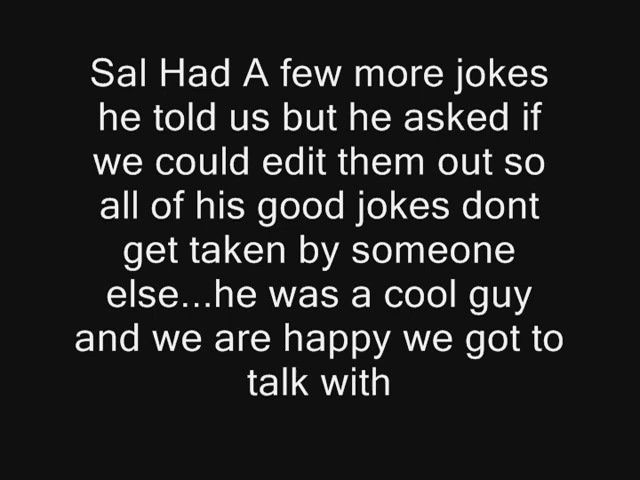 Sal Had A few more jokes
he told us but he asked if
we could edit them out so
all of his good jokes dont
get taken by someone
else...he was a cool guy
and we are happy we got to
talk with